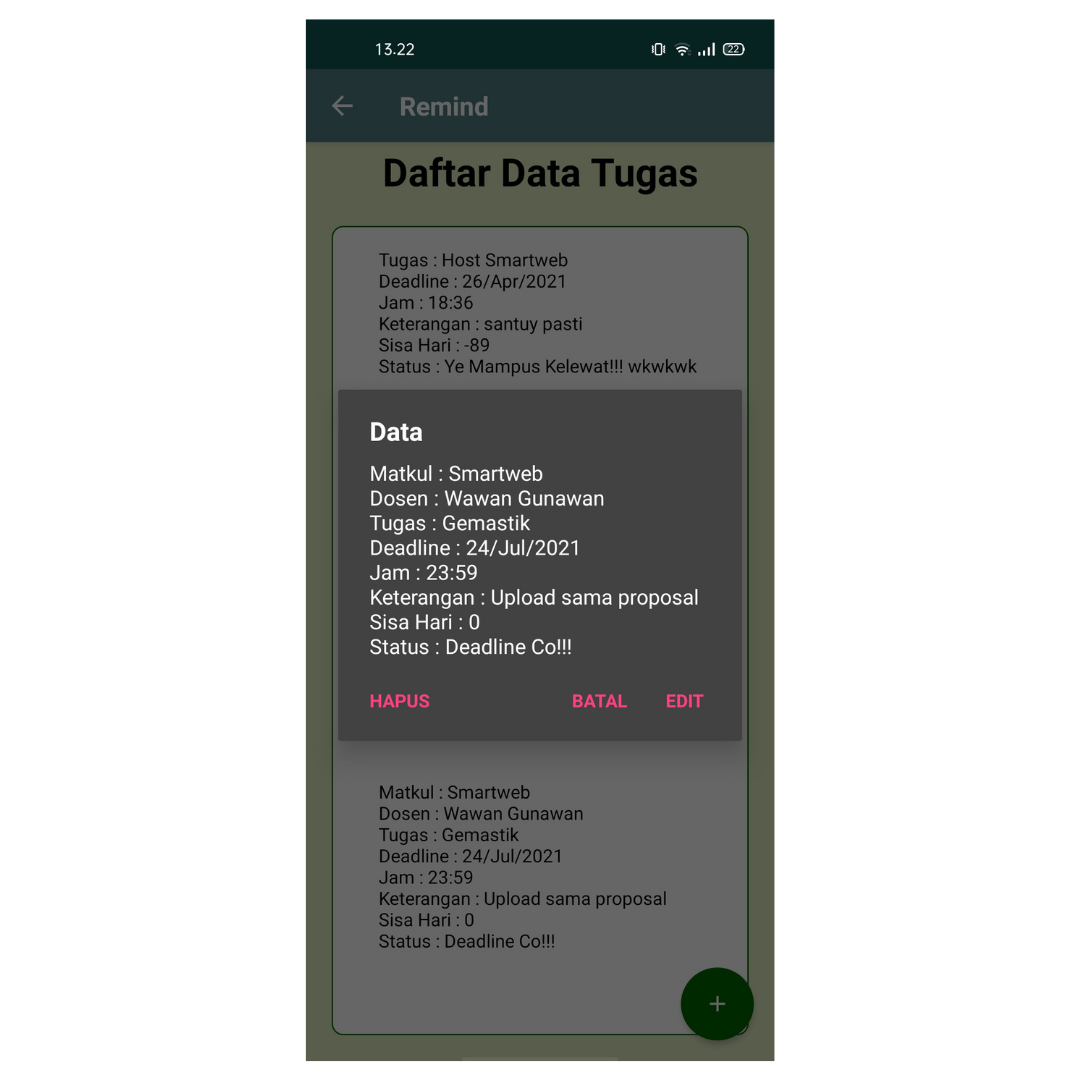 13.22
22
Remind
Daftar Data Tugas
Tugas : Host Smartweb
Deadline : 26/Apr/2021
Jam : 18:36
Keterangan : santuy pasti
Sisa Hari : -89
Status : Ye Mampus Kelewat!!! wkwkwk
Data
Matkul : Smartweb
Dosen : Wawan Gunawan
Tugas : Gemastik
Deadline : 24/Jul/2021
Jam : 23:59
Keterangan : Upload sama proposal
Sisa Hari : 0
Status : Deadline Co!!!
HAPUS BATAL EDIT
Matkul : Smartweb
Dosen : Wawan Gunawan
Tugas : Gemastik
Deadline : 24/Jul/2021
Jam : 23:59
Keterangan : Upload sama proposal
Sisa Hari : 0
Status : Deadline Co!!!
+